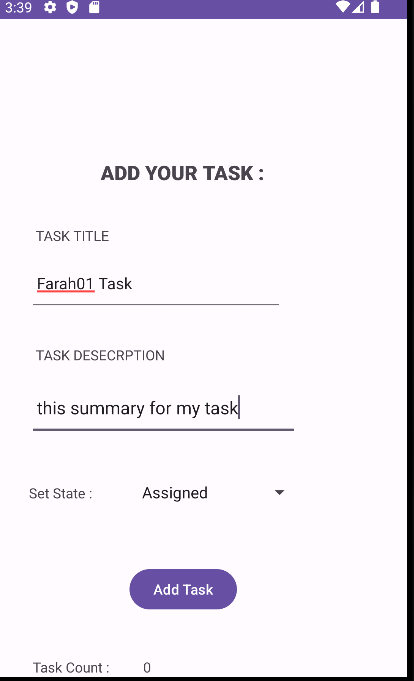 3:39
ADD YOUR TASK :
TASK TITLE
Farah01 Task
TASK DESECRPTION
this summary for my task
Set State : Assigned
Add Task
Task Count : 0